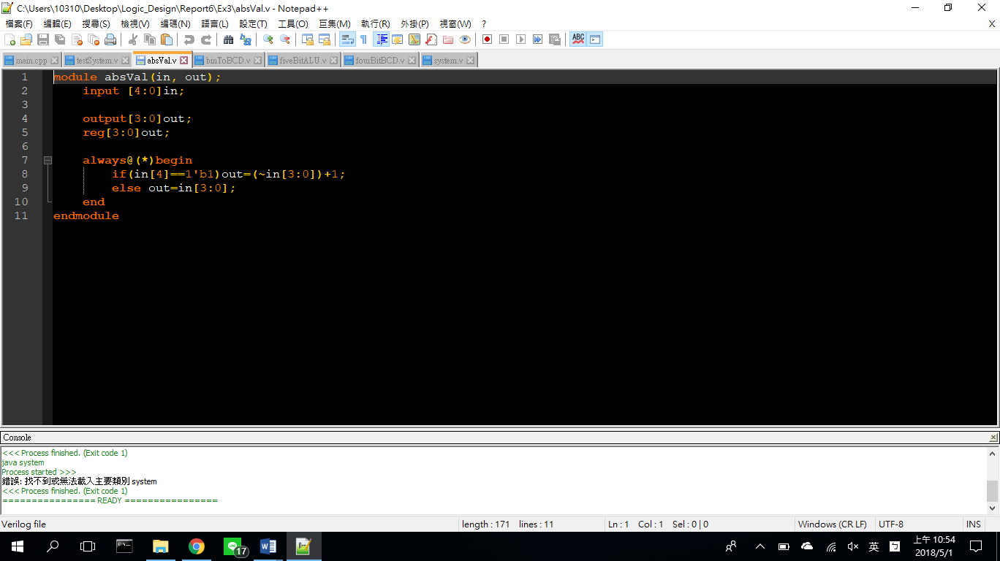 C:\Users\10310\Desktop\Logic_Design\Report6\Ex3\absVal.v - Notepad++
檔案(F) 編輯(E) 搜尋(S) 檢視(V) 編碼(N) 語言(L) 設定(T) 工具(O) 巨集(M) 執行(R) 外掛(P) 視窗(W) ? X
ABC
main.cpp testSystem.v absVal.v binToBCD.v fiveBitALU.v fourBitBCD.v system.v
1 module absVal(in, out);
2     input [4:0]in;
3
4     output[3:0]out;
5     reg[3:0]out;
6
7     always@(*)begin
8         if(in[4]==1'b1)out=(~in[3:0])+1;
9         else out=in[3:0];
10     end
11 endmodule
Console
<<< Process finished. (Exit code 1)
java system
Process started >>>
錯誤: 找不到或無法載入主要類別 system
<<< Process finished. (Exit code 1)
================ READY ================
Verilog file length : 171 lines : 11 Ln : 1 Col : 1 Sel : 0 | 0 Windows (CR LF) UTF-8 INS
17 英 上午 10:54
2018/5/1